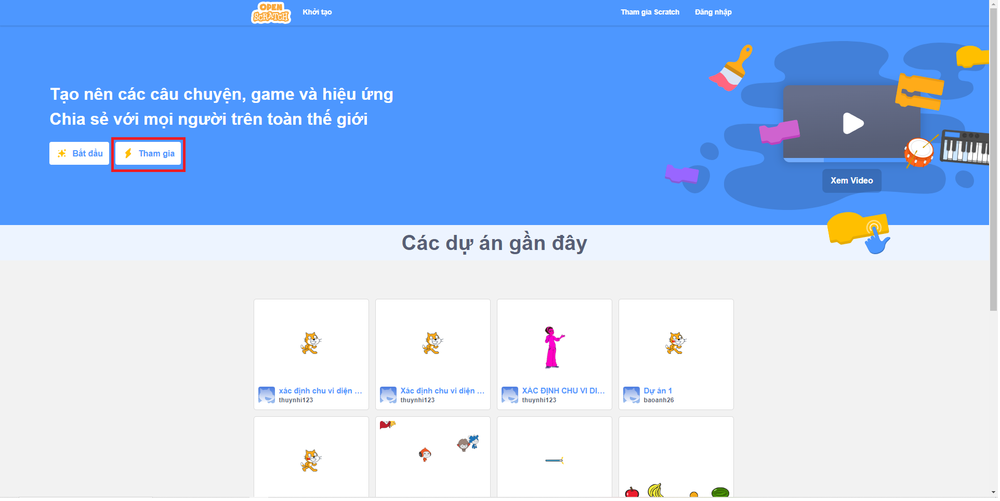 OPEN
SCRATCH
Khởi tạo
Tham gia Scratch
Đăng nhập
Tạo nên các câu chuyện, game và hiệu ứng
Chia sẻ với mọi người trên toàn thế giới
Bắt đầu
Tham gia
Xem Video
Các dự án gần đây
xác định chu vi diện ...
thuynhi123
Xác định chu vi diện ...
thuynhi123
XÁC ĐỊNH CHU VI DI...
thuynhi123
Dự án 1
baoanh26